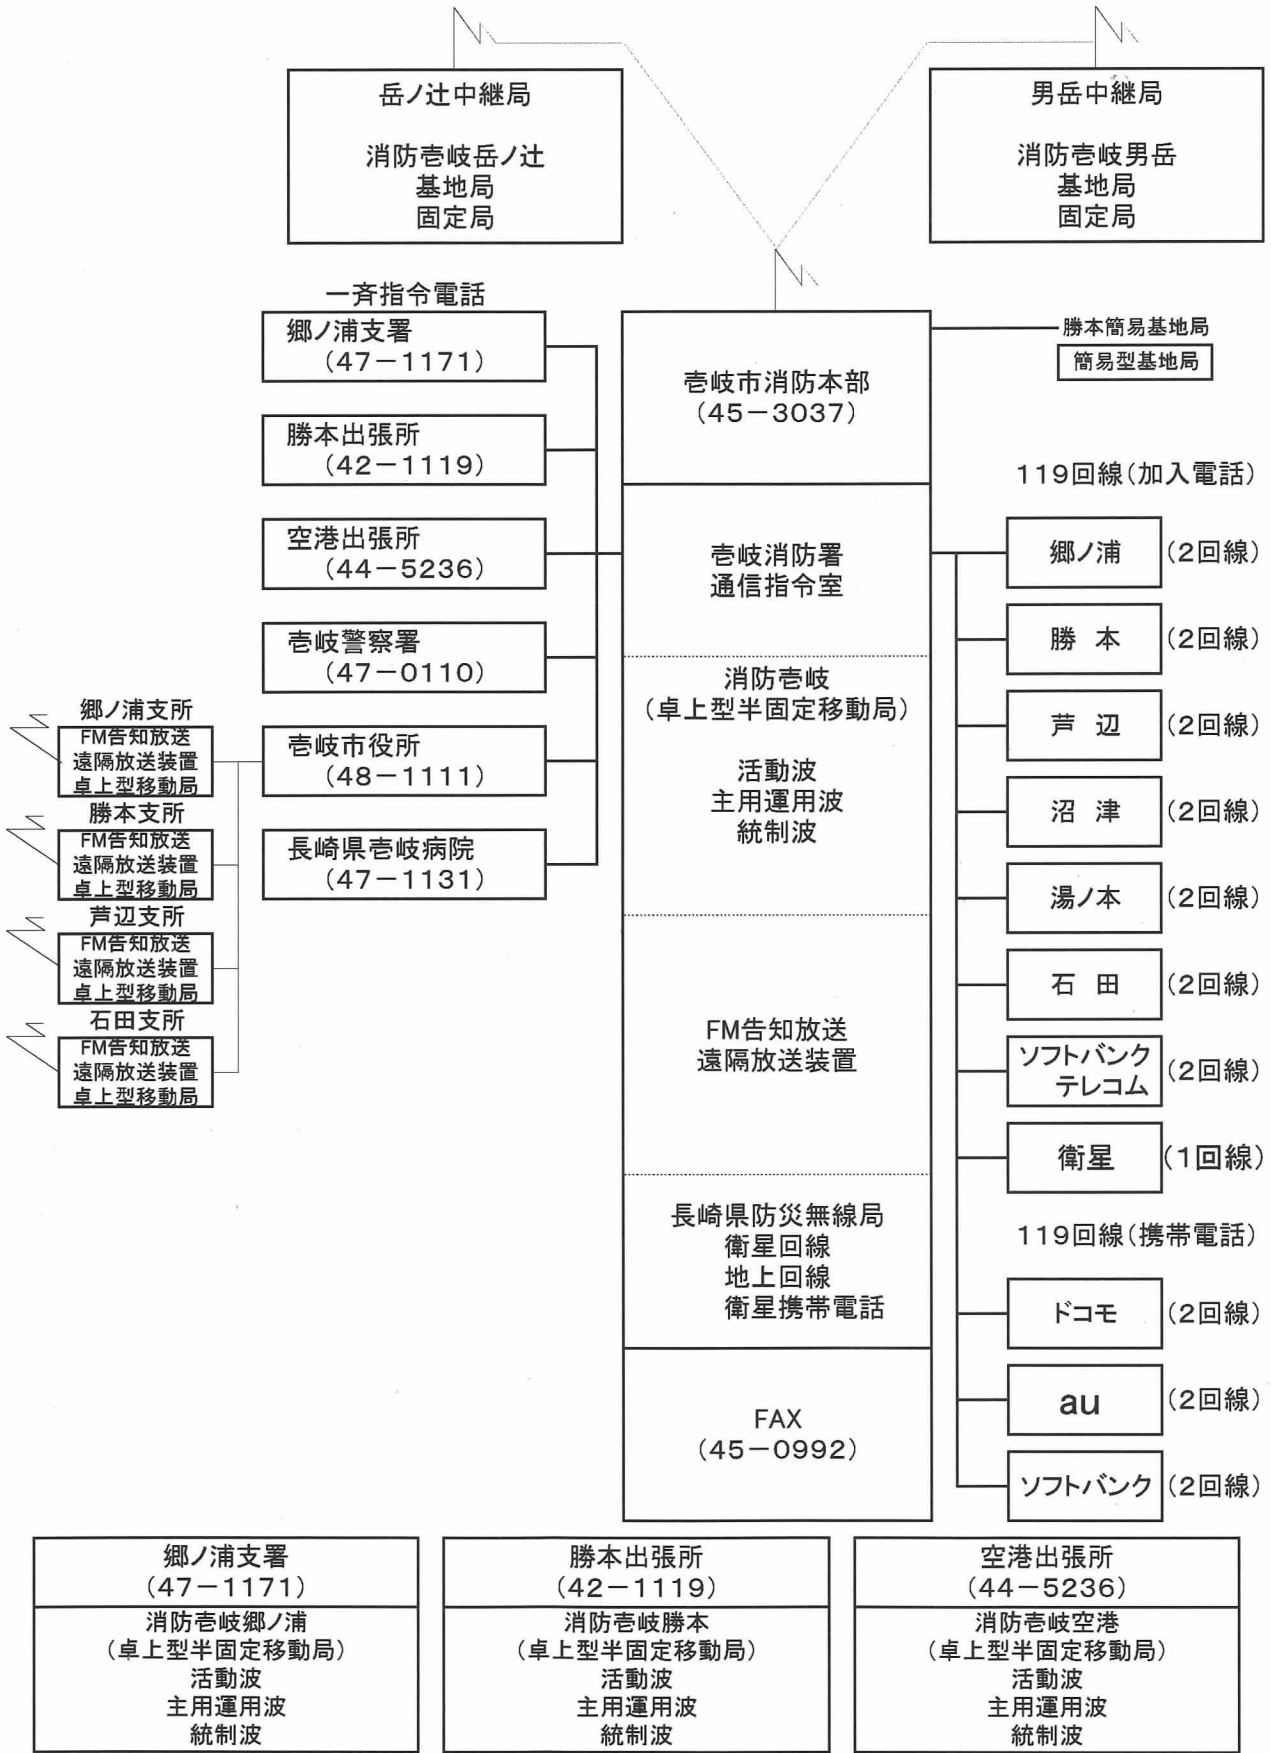 岳ノ辻中継局
消防壱岐岳ノ辻
基地局
固定局
男岳中継局
消防壱岐男岳
基地局
固定局
一斉指令電話
郷ノ浦支署
(47-1171)
勝本出張所
(42-1119)
空港出張所
(44-5236)
壱岐警察署
(47-0110)
壱岐市役所
(48-1111)
長崎県壱岐病院
(47-1131)
郷ノ浦支所
FM告知放送
遠隔放送装置
卓上型移動局
勝本支所
FM告知放送
遠隔放送装置
卓上型移動局
芦辺支所
FM告知放送
遠隔放送装置
卓上型移動局
石田支所
FM告知放送
遠隔放送装置
卓上型移動局
壱岐市消防本部
(45-3037)
壱岐消防署
通信指令室
消防壱岐
(卓上型半固定移動局)
活動波
主用運用波
統制波
FM告知放送
遠隔放送装置
長崎県防災無線局
衛星回線
地上回線
衛星携帯電話
FAX
(45-0992)
勝本簡易基地局
簡易型基地局
119回線(加入電話)
郷ノ浦 (2回線)
勝 本 (2回線)
芦 辺 (2回線)
沼 津 (2回線)
湯ノ本 (2回線)
石 田 (2回線)
ソフトバンク
テレコム (2回線)
衛星 (1回線)
119回線(携帯電話)
ドコモ (2回線)
au (2回線)
ソフトバンク (2回線)
郷ノ浦支署
(47-1171)
消防壱岐郷ノ浦
(卓上型半固定移動局)
活動波
主用運用波
統制波
勝本出張所
(42-1119)
消防壱岐勝本
(卓上型半固定移動局)
活動波
主用運用波
統制波
空港出張所
(44-5236)
消防壱岐空港
(卓上型半固定移動局)
活動波
主用運用波
統制波